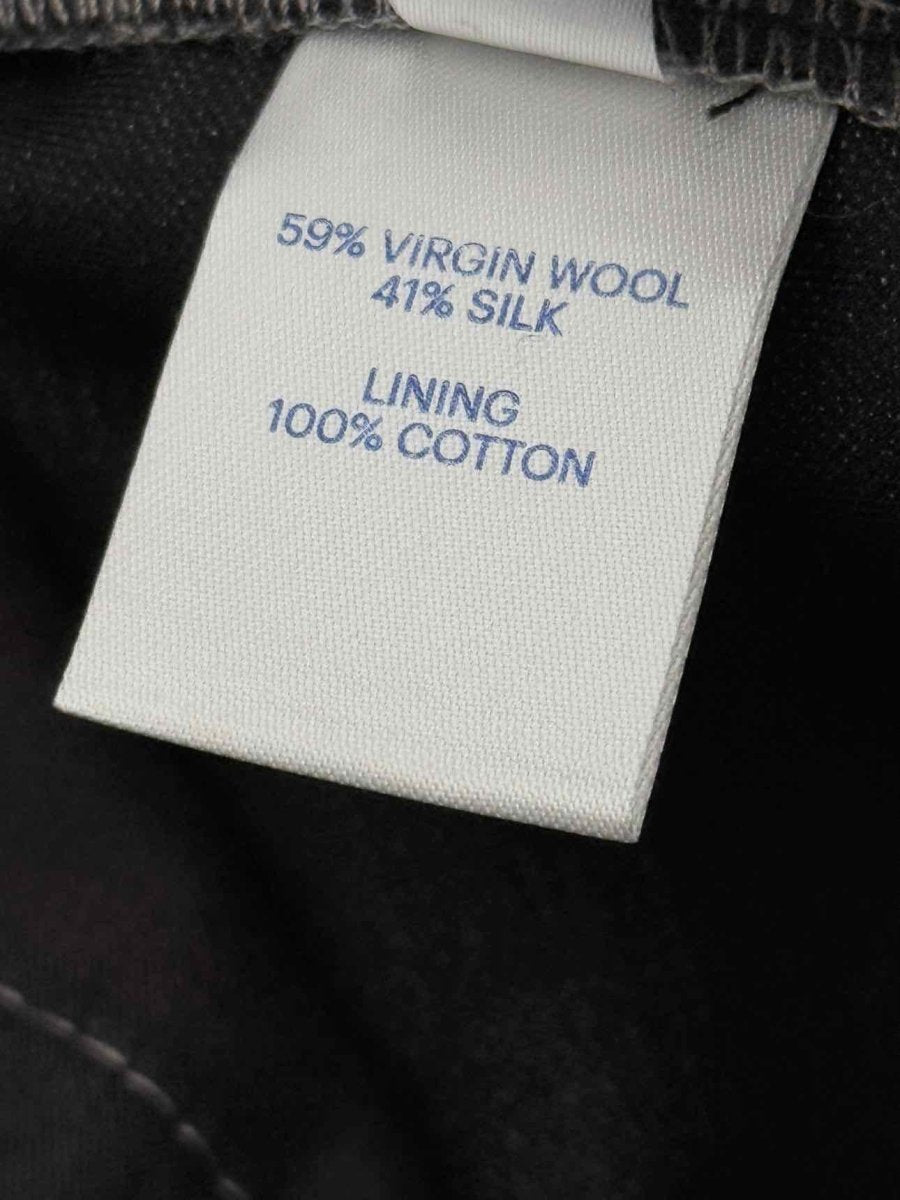 59% VIRGIN WOOL
41% SILK
LINING
100% COTTON